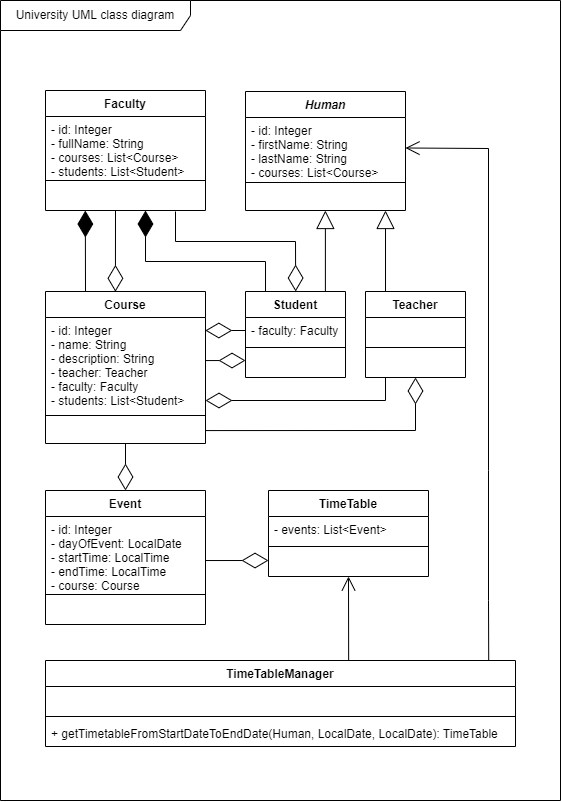 University UML class diagram
Faculty
- id: Integer
- fullName: String
- courses: List<Course>
- students: List<Student>
Human
- id: Integer
- firstName: String
- lastName: String
- courses: List<Course>
Course
- id: Integer
- name: String
- description: String
- teacher: Teacher
- faculty: Faculty
- students: List<Student>
Student
- faculty: Faculty
Teacher
Event
- id: Integer
- dayOfEvent: LocalDate
- startTime: LocalTime
- endTime: LocalTime
- course: Course
TimeTable
- events: List<Event>
TimeTableManager
+ getTimetableFromStartDateToEndDate(Human, LocalDate, LocalDate): TimeTable